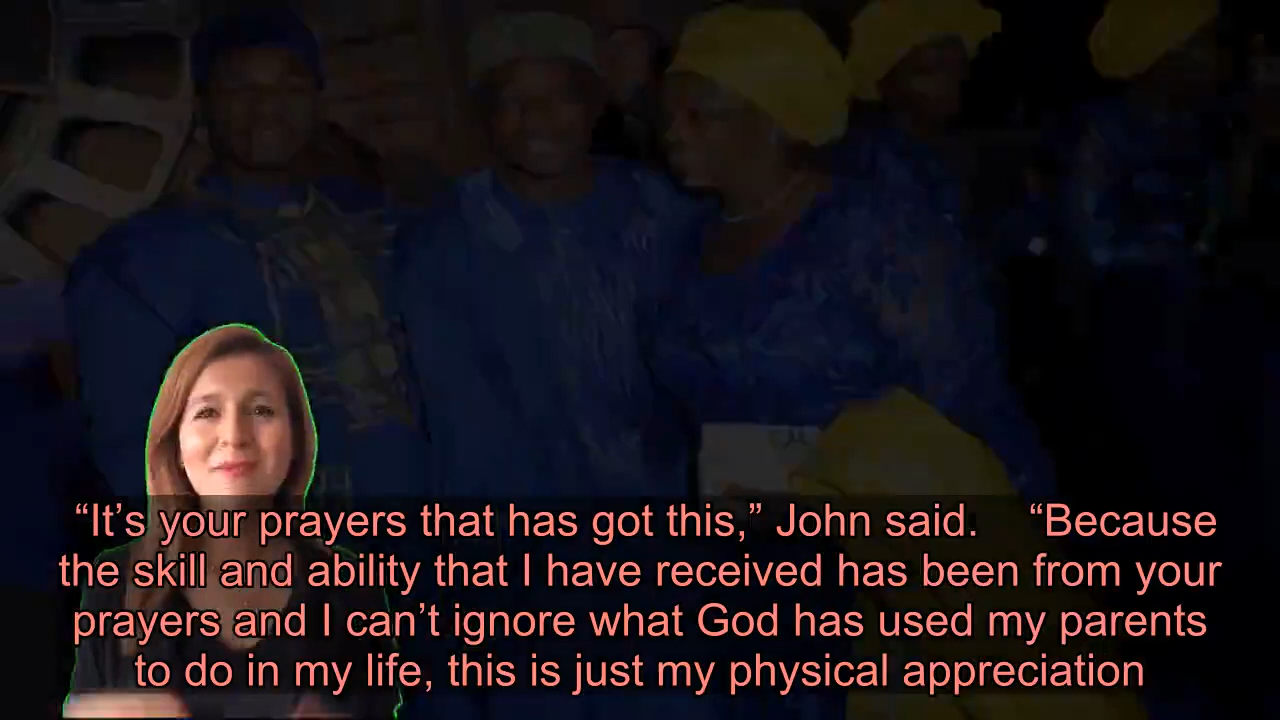 “It’s your prayers that has got this,” John said. “Because
the skill and ability that I have received has been from your
prayers and I can’t ignore what God has used my parents
to do in my life, this is just my physical appreciation